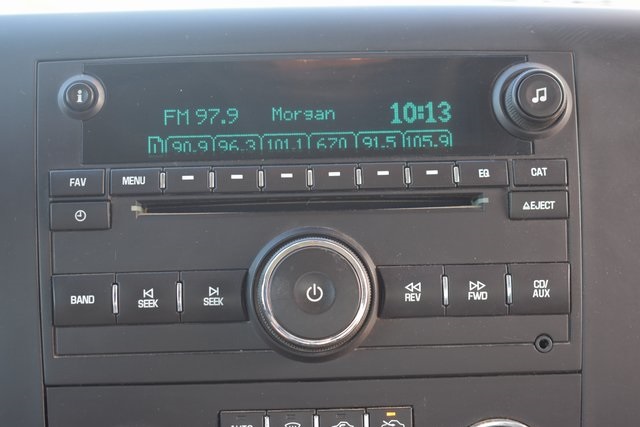 i
FM 97.9 Morgan 10:13
90.9 96.3 101.1 670 91.5 105.9
FAV MENU EQ CAT
EJECT
BAND SEEK SEEK REV FWD CD/
AUX
AUTO